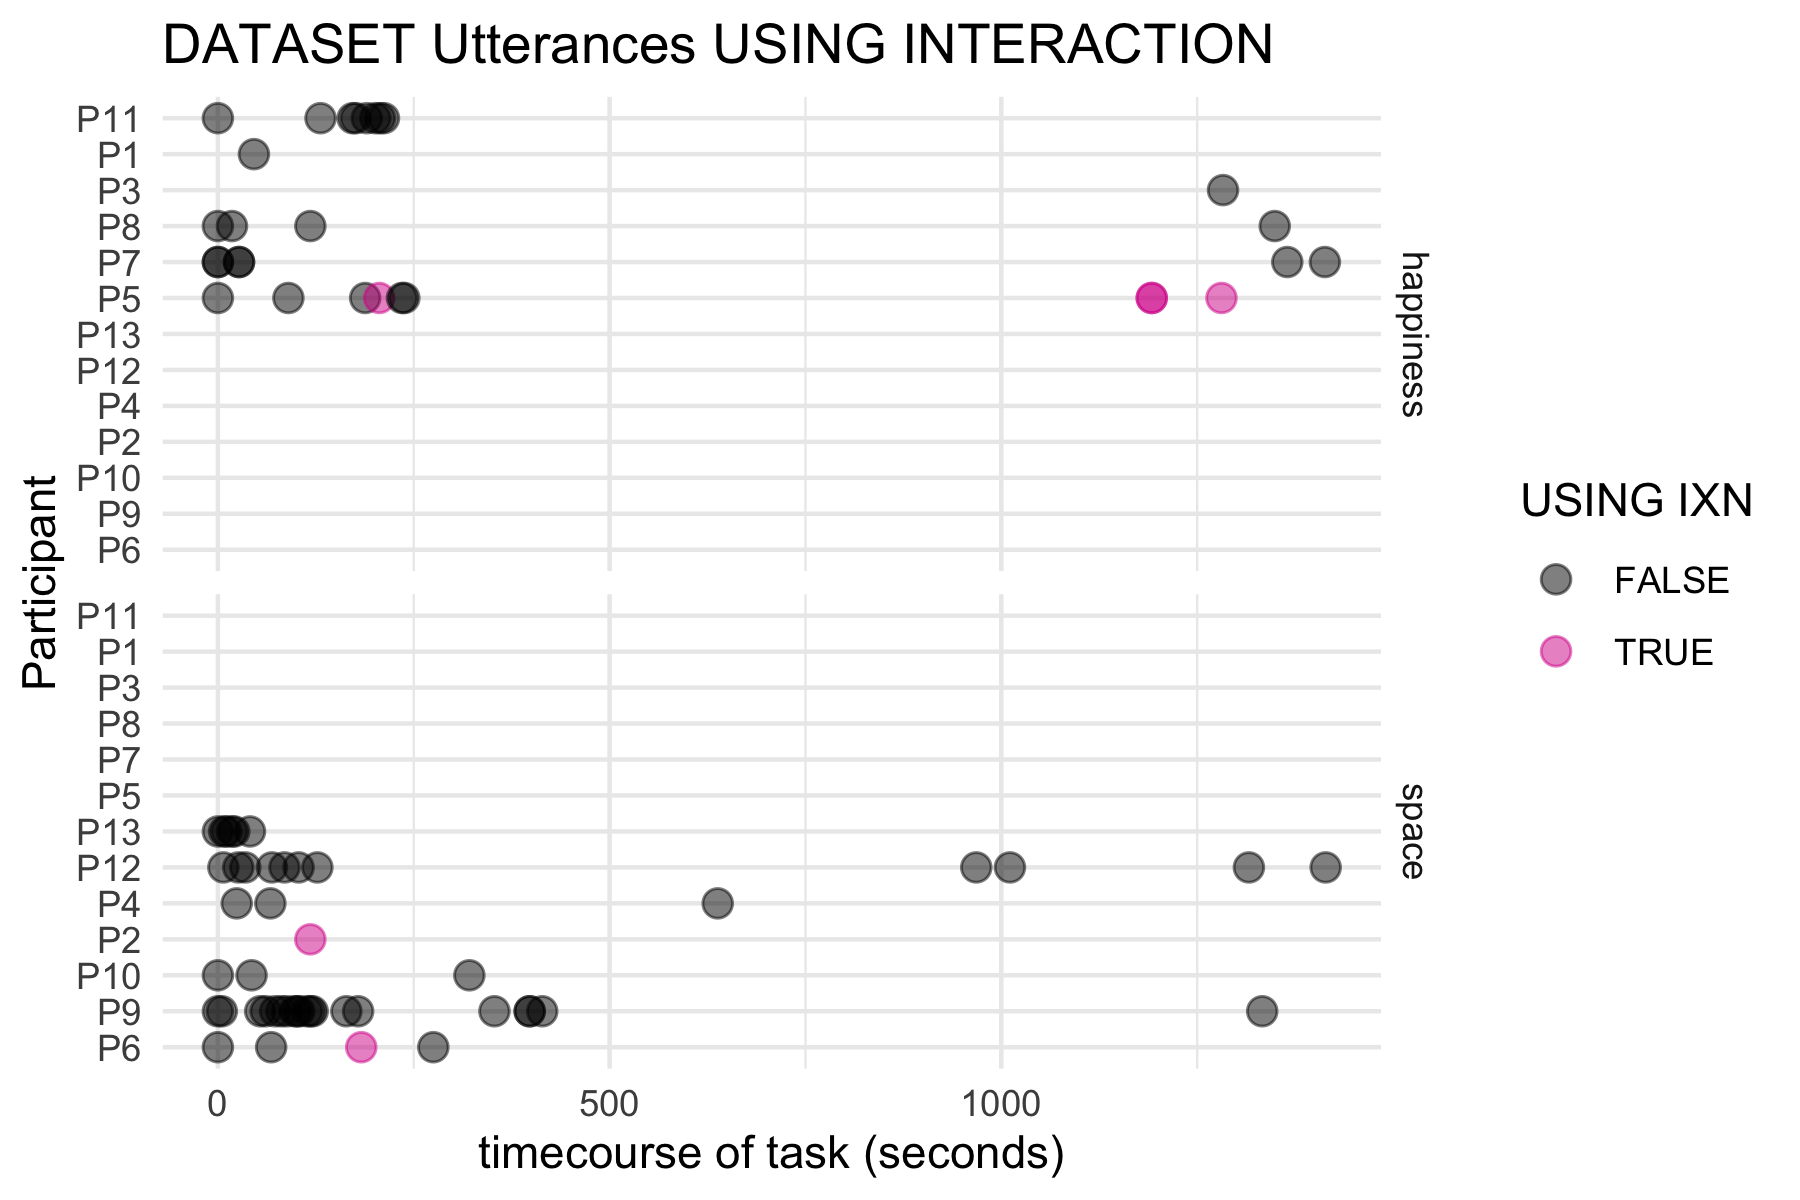 DATASET Utterances USING INTERACTION
Participant
P11
P1
P3
P8
P7
P5
P13
P12
P4
P2
P10
P9
P6
happiness
P11
P1
P3
P8
P7
P5
P13
P12
P4
P2
P10
P9
P6
space
0 500 1000
timecourse of task (seconds)
USING IXN
FALSE
TRUE